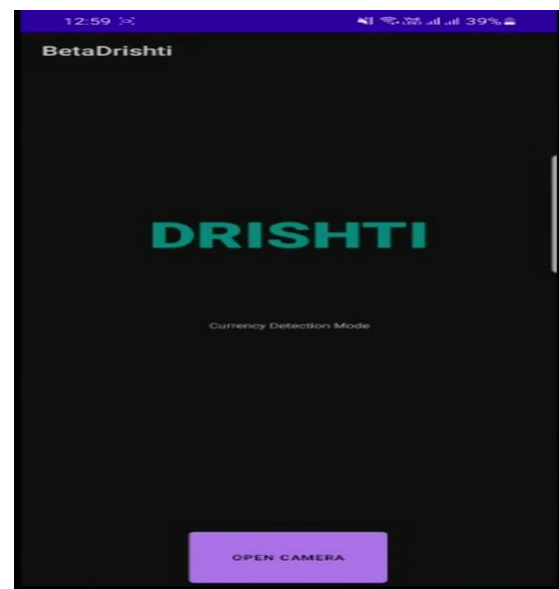 12:59
39%
BetaDrishti
DRISHTI
Currency Detection Mode
OPEN CAMERA